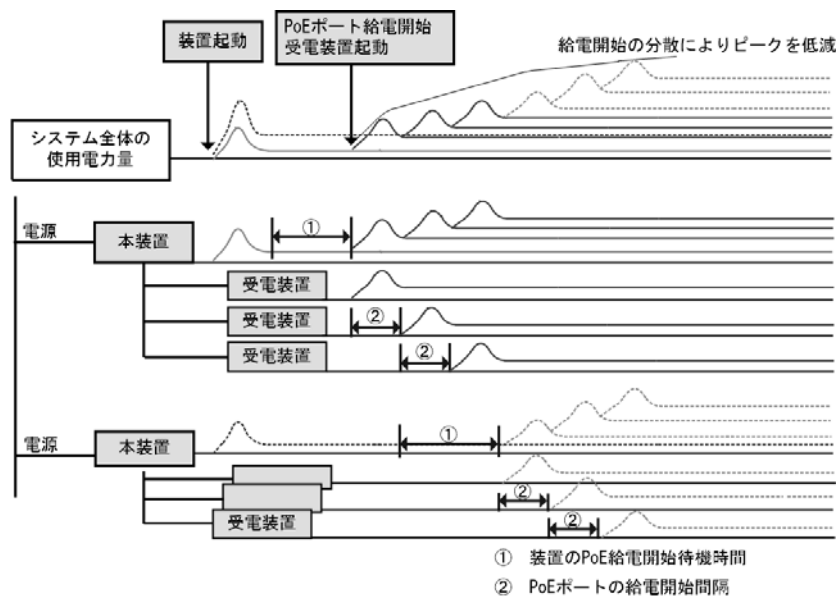 装置起動
PoEポート給電開始
受電装置起動
給電開始の分散によりピークを低減
システム全体の
使用電力量
電源
本装置
①
受電装置
受電装置
②
受電装置
②
電源
本装置
①
②
受電装置
②
① 装置のPoE給電開始待機時間
② PoEポートの給電開始間隔